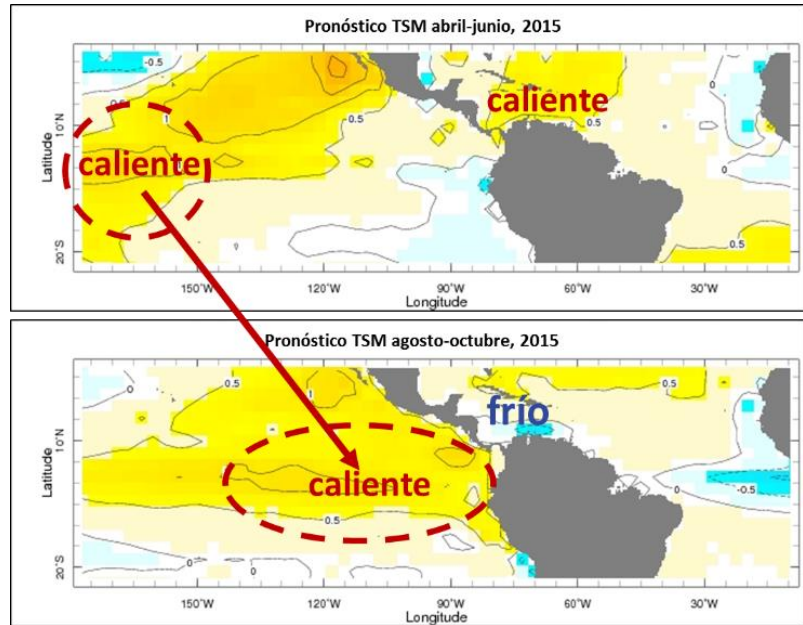 Pronóstico TSM abril-junio, 2015
-0.5
-0.5
1
caliente
0.5
0.5
0
0
caliente
0.5
10°N
20°S
Latitude
150°W
120°W
90°W
60°W
30°W
Longitude
Pronóstico TSM agosto-octubre, 2015
0
0.5
1
0.5
0
frío
0
caliente
-0.5
0.5
0
0
0
10°N
20°S
Latitude
150°W
120°W
90°W
60°W
30°W
Longitude